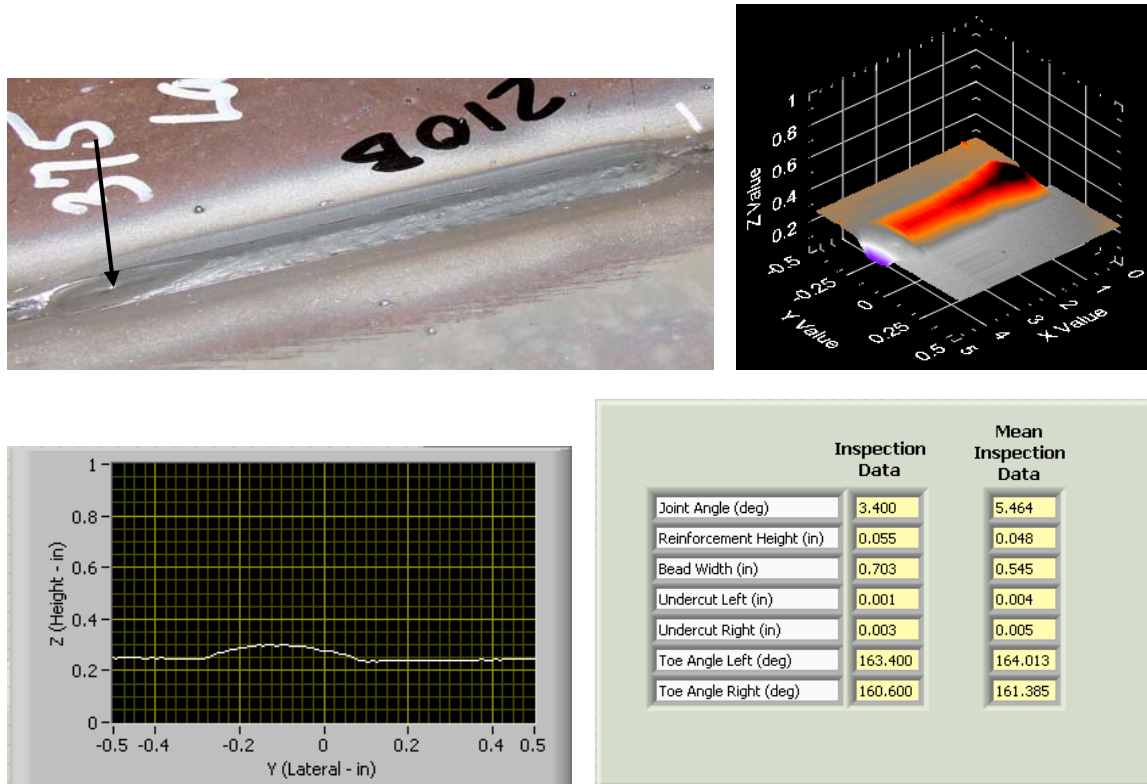 375
210B
Z Value
1
0.8
0.6
0.4
0.2
-0.5
-0.25
0
0.25
0.5
Y Value
5
4
3
2
1
0
X Value
Z (Height - in)
1
0.8
0.6
0.4
0.2
0
-0.5 -0.4 -0.2 0 0.2 0.4 0.5
Y (Lateral - in)
Inspection Data
Mean Inspection Data
Joint Angle (deg) 3.400 5.464
Reinforcement Height (in) 0.055 0.048
Bead Width (in) 0.703 0.545
Undercut Left (in) 0.001 0.004
Undercut Right (in) 0.003 0.005
Toe Angle Left (deg) 163.400 164.013
Toe Angle Right (deg) 160.600 161.385